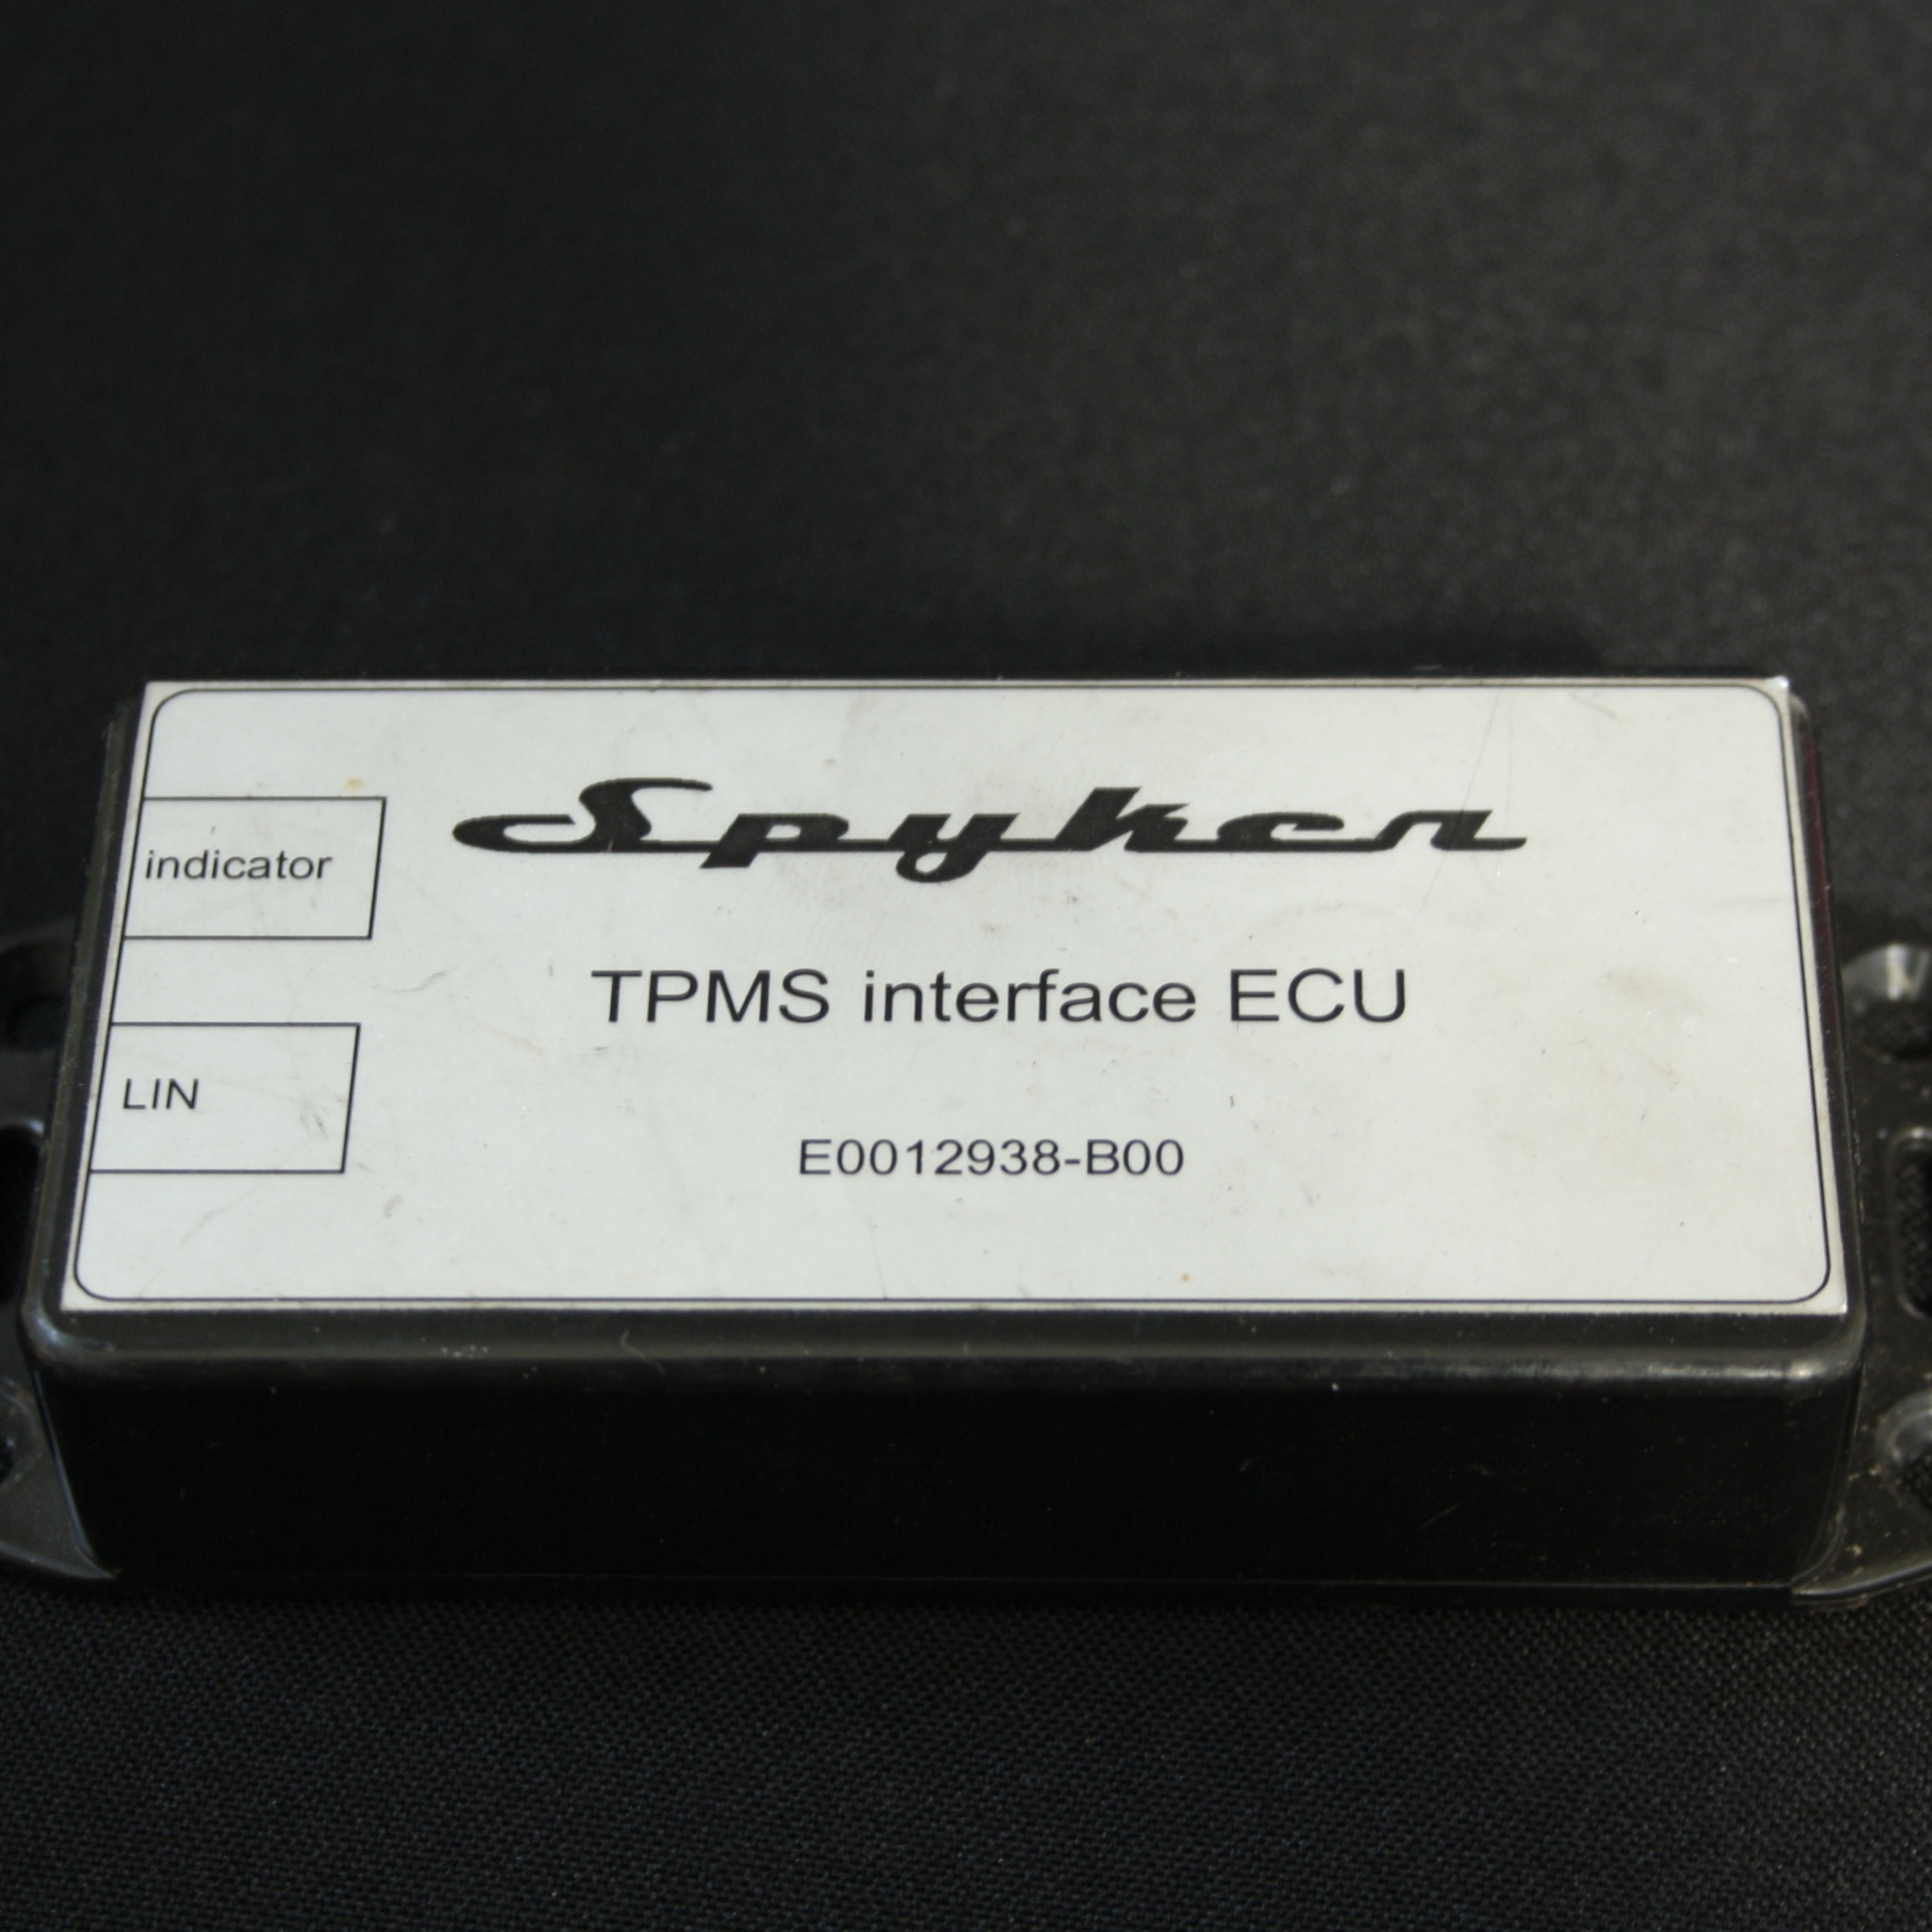 Spyker
indicator
TPMS interface ECU
LIN
E0012938-B00